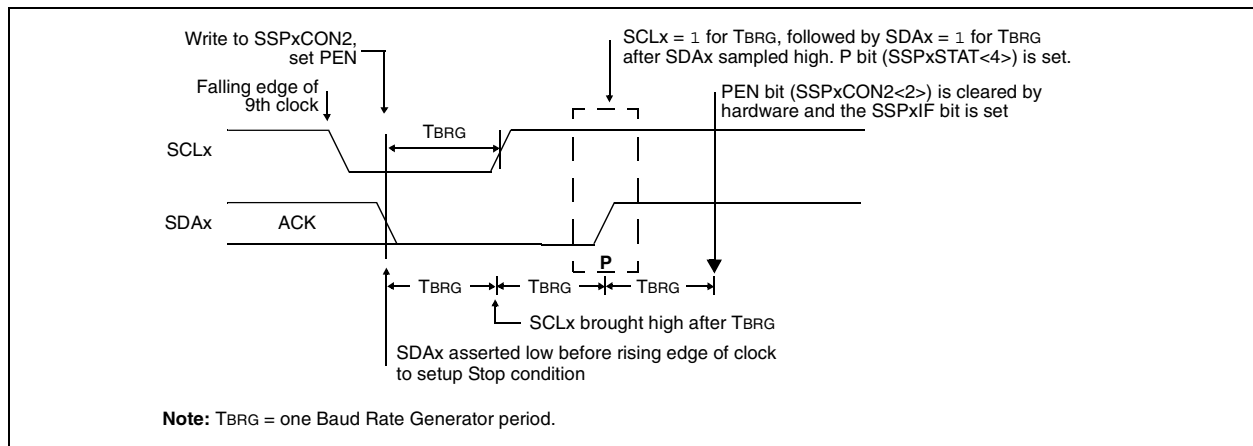 Write to SSPxCON2,
set PEN
SCLx = 1 for TBRG, followed by SDAx = 1 for TBRG
after SDAx sampled high. P bit (SSPxSTAT<4>) is set.
Falling edge of
9th clock
PEN bit (SSPxCON2<2>) is cleared by
hardware and the SSPxIF bit is set
TBRG
SCLx
SDAx
ACK
P
TBRG
TBRG
TBRG
SCLx brought high after TBRG
SDAx asserted low before rising edge of clock
to setup Stop condition
Note: TBRG = one Baud Rate Generator period.